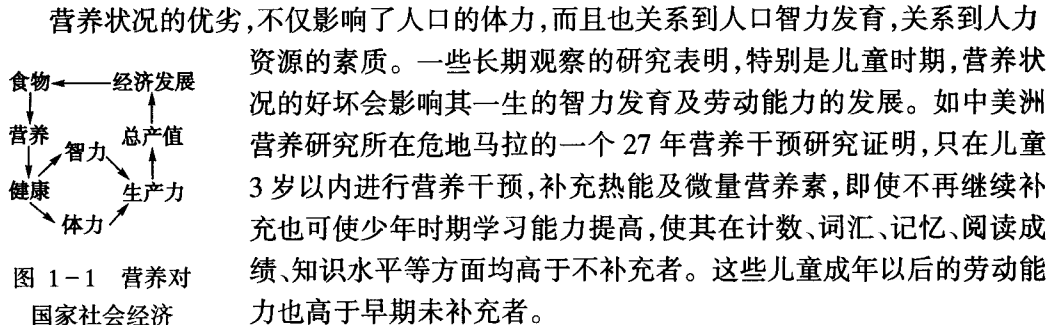 营养状况的优劣,不仅影响了人口的体力,而且也关系到人口智力发育,关系到人力
资源的素质。一些长期观察的研究表明,特别是儿童时期,营养状
况的好坏会影响其一生的智力发育及劳动能力的发展。如中美洲
营养研究所在危地马拉的一个 27 年营养干预研究证明,只在儿童
3 岁以内进行营养干预,补充热能及微量营养素,即使不再继续补
充也可使少年时期学习能力提高,使其在计数、词汇、记忆、阅读成
绩、知识水平等方面均高于不补充者。这些儿童成年以后的劳动能
力也高于早期未补充者。
食物 经济发展
营养 总产值
智力
健康 生产力
体力
图 1-1 营养对
国家社会经济